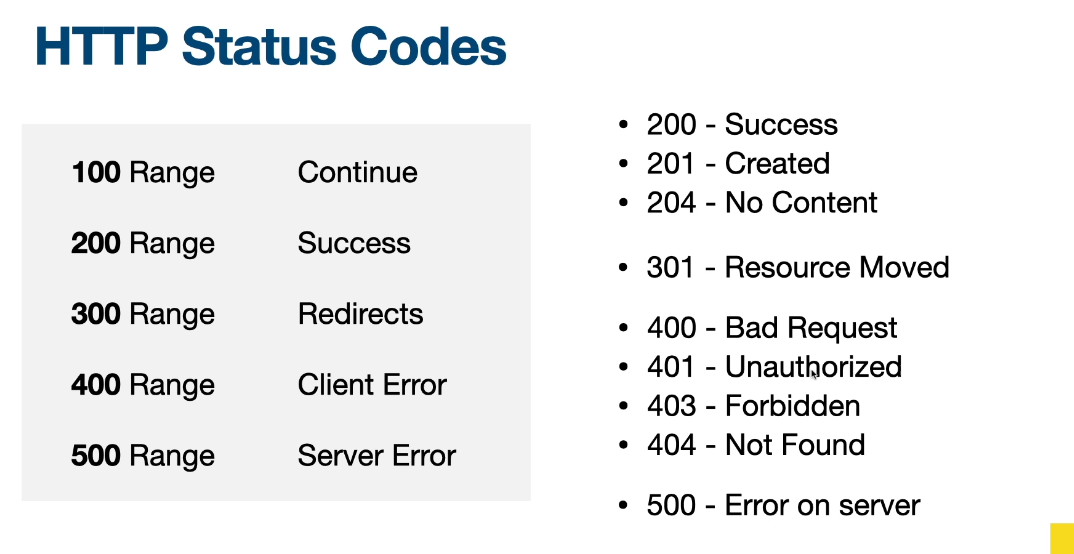 HTTP Status Codes
100 Range Continue
200 Range Success
300 Range Redirects
400 Range Client Error
500 Range Server Error
• 200 - Success
• 201 - Created
• 204 - No Content
• 301 - Resource Moved
• 400 - Bad Request
• 401 - Unauthorized
• 403 - Forbidden
• 404 - Not Found
• 500 - Error on server